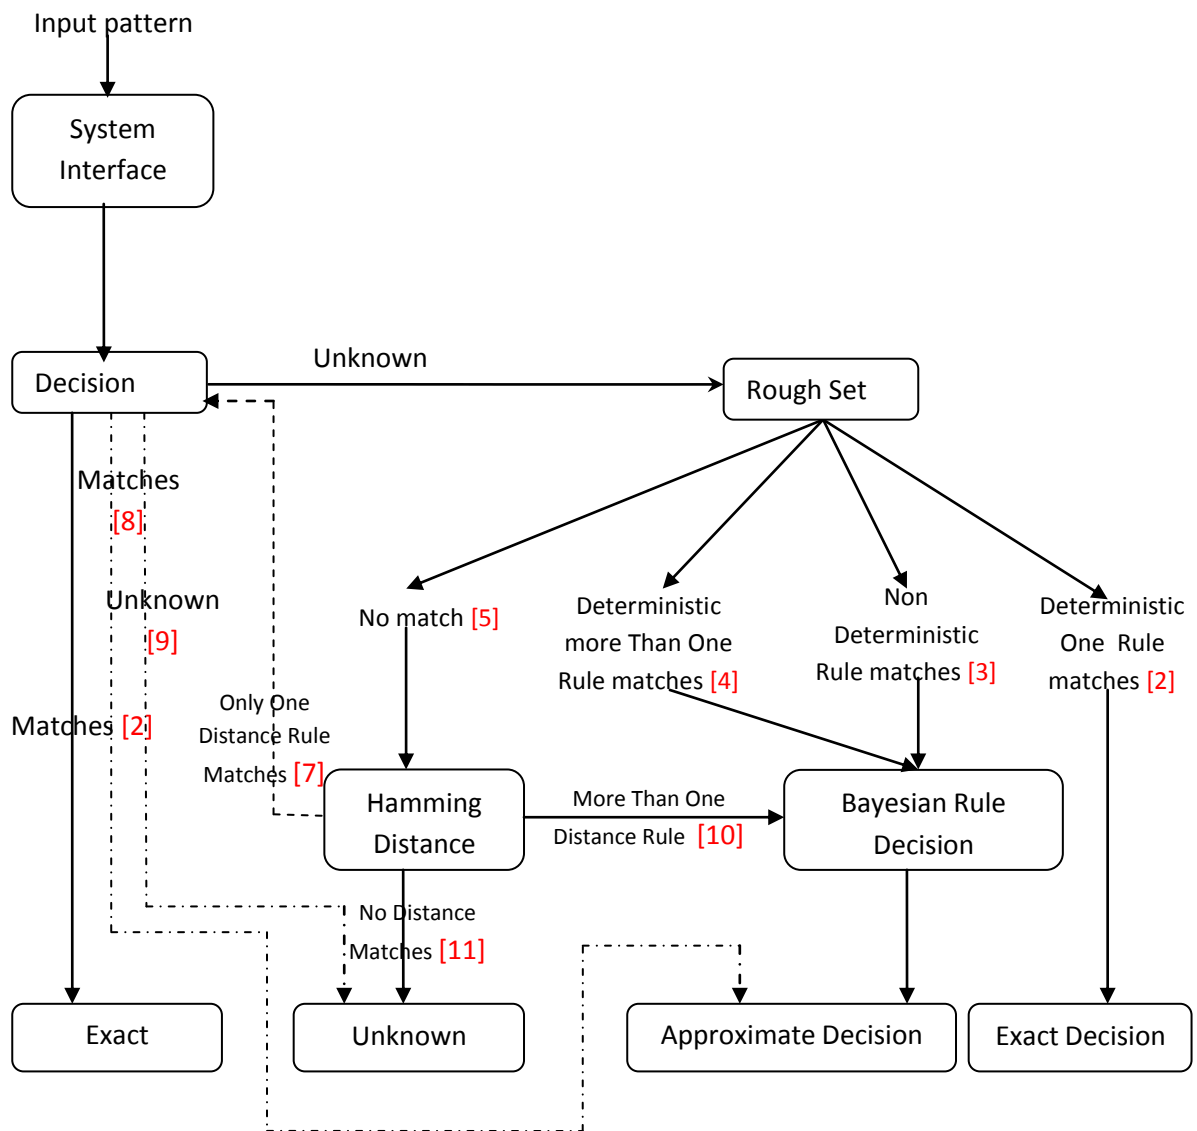 Input pattern
System
Interface
Unknown
Decision
Rough Set
Matches
[8]
Unknown
[9]
Matches [2]
No match [5]
Deterministic
more Than One
Rule matches [4]
Non
Deterministic
Rule matches [3]
Deterministic
One Rule
matches [2]
Only One
Distance Rule
Matches [7]
Hamming
Distance
More Than One
Distance Rule [10]
Bayesian Rule
Decision
No Distance
Matches [11]
Exact
Unknown
Approximate Decision
Exact Decision